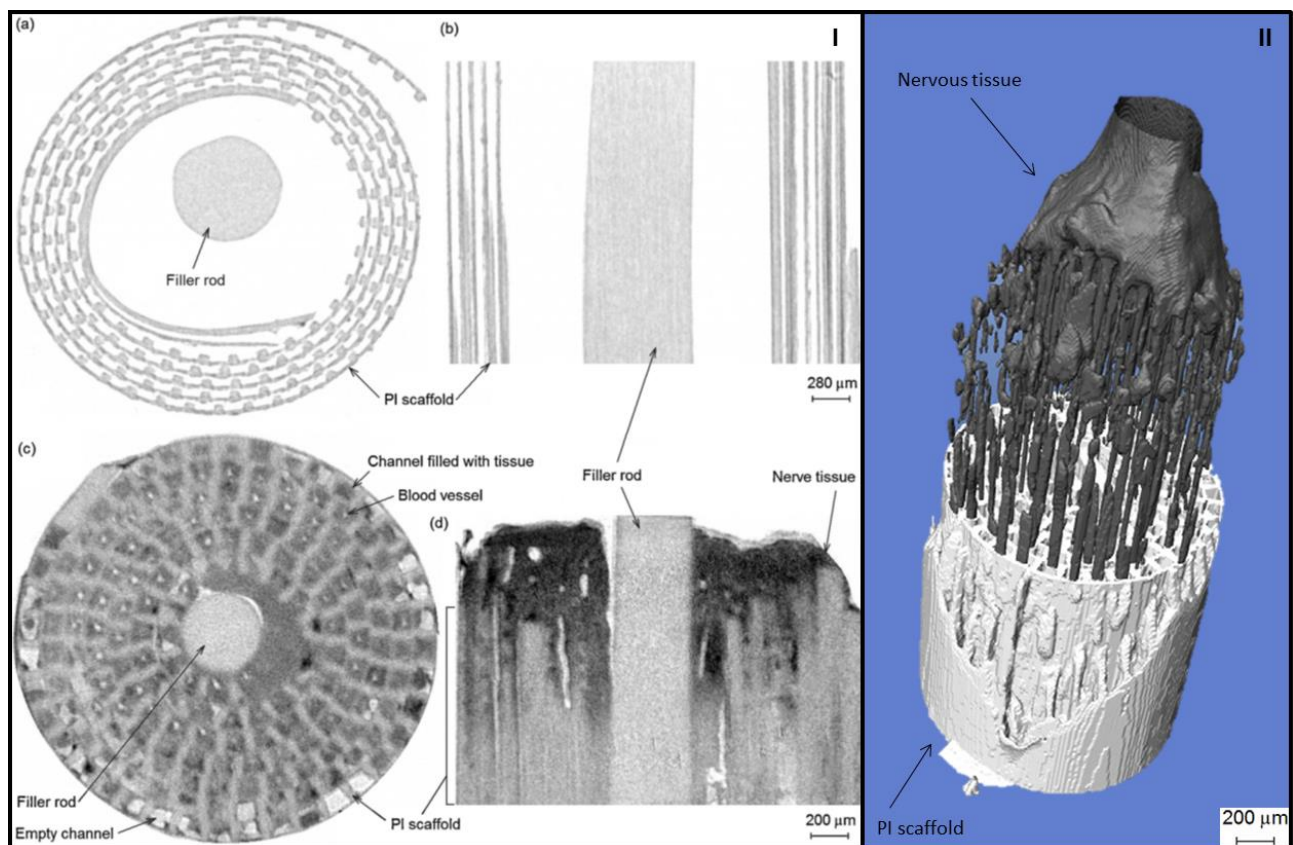 (a)
(b)
I
Filler rod
PI scaffold
280 μm
(c)
Channel filled with tissue
Blood vessel
Filler rod
Nerve tissue
(d)
Filler rod
Empty channel
PI scaffold
200 μm
II
Nervous tissue
PI scaffold
200 μm